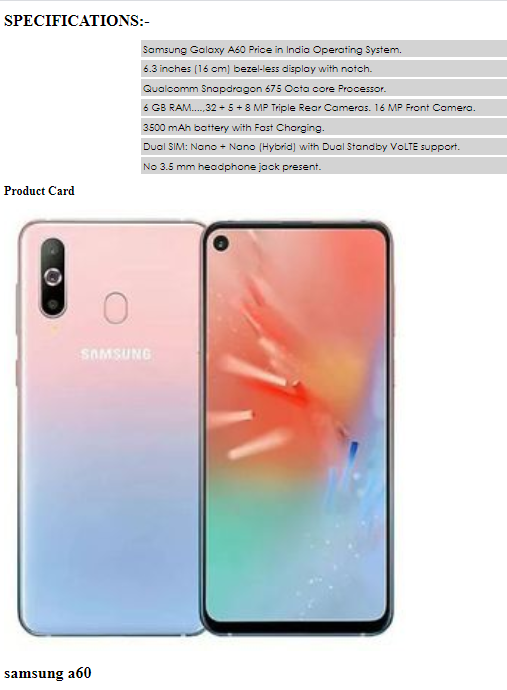 SPECIFICATIONS:-
Samsung Galaxy A60 Price in India Operating System.
6.3 inches (16 cm) bezel-less display with notch.
Qualcomm Snapdragon 675 Octa core Processor.
6 GB RAM....,32 + 5 + 8 MP Triple Rear Cameras. 16 MP Front Camera.
3500 mAh battery with Fast Charging.
Dual SIM: Nano + Nano (Hybrid) with Dual Standby VoLTE support.
No 3.5 mm headphone jack present.
Product Card
SAMSUNG
samsung a60